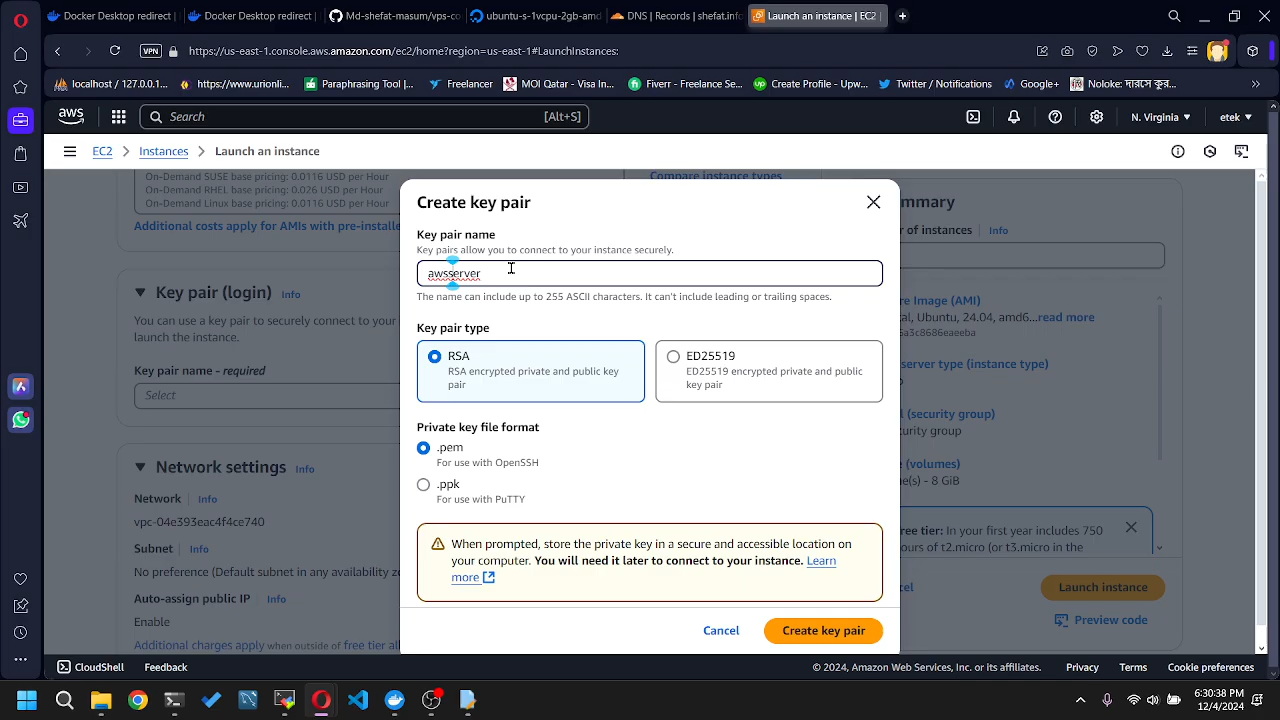 Docker Desktop redirect
Docker Desktop redirect
Md-shefat-masum/vps-co
ubuntu-s-1vcpu-2gb-amd
DNS | Records | shefat.info
Launch an instance | EC2
VPN
https://us-east-1.console.aws.amazon.com/ec2/home?region=us-east-1#LaunchInstances:
localhost / 127.0.0.1...
https://www.urionli...
Paraphrasing Tool |...
Freelancer
MOI Qatar - Visa In...
Fiverr - Freelance Se...
Create Project - Upw...
Twitter / Notifications
Google+
aws
Search
[Alt+S]
N. Virginia
etek
EC2
Instances
Launch an instance
On-Demand SUSE base pricing: 0.0116 USD per Hour
On-Demand RHEL base pricing: 0.026 USD per Hour
On-Demand Linux base pricing: 0.0116 USD per Hour
Additional costs apply for AMIs with pre-installe
Compare instance types
Key pair (login) Info
You can use a key pair to securely connect to your
launch the instance.
Key pair name - required
Select
Network settings Info
Network Info
vpc-04e393eac4f4ce740
Subnet Info
No preference (Default subnet in any availability zo
Auto-assign public IP Info
Enable
Additional charges apply when outside of free tier all
Create key pair
Key pair name
Key pairs allow you to connect to your instance securely.
awsserver
The name can include up to 255 ASCII characters. It can't include leading or trailing spaces.
Key pair type
RSA
RSA encrypted private and public key
pair
ED25519
ED25519 encrypted private and public
key pair
Private key file format
.pem
For use with OpenSSH
.ppk
For use with PuTTY
When prompted, store the private key in a secure and accessible location on
your computer. You will need it later to connect to your instance. Learn
more
Cancel
Create key pair
ummary
r of instances Info
re Image (AMI)
al, Ubuntu, 24.04, amd6...read more
5a3c8686eaeeba
erver type (instance type)
l (security group)
curity group
(volumes)
e(s) - 8 GiB
ee tier: In your first year includes 750
ours of t2.micro (or t3.micro in the
cel
Launch instance
Preview code
CloudShell
Feedback
© 2024, Amazon Web Services, Inc. or its affiliates.
Privacy
Terms
Cookie preferences
6:30:38 PM
12/4/2024